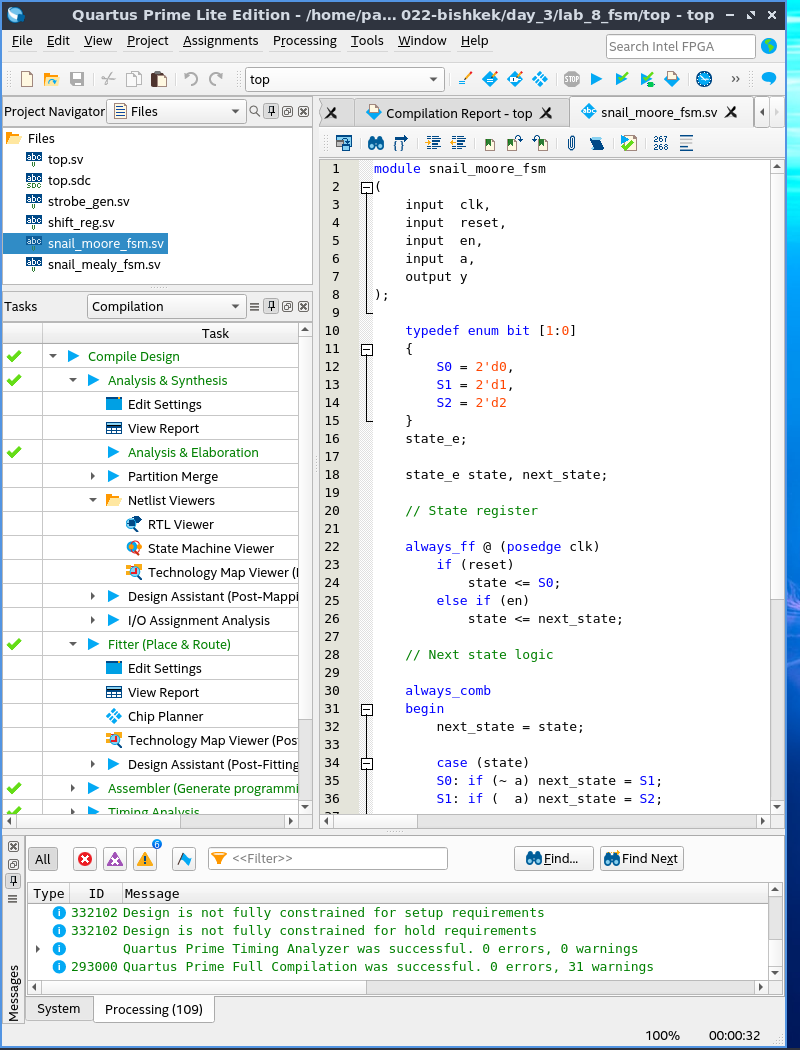 Quartus Prime Lite Edition - /home/pa... 022-bishkek/day_3/lab_8_fsm/top - top
File Edit View Project Assignments Processing Tools Window Help
Search Intel FPGA
top
STOP
Project Navigator Files
Compilation Report - top
snail_moore_fsm.sv
267
268
Files
top.sv
top.sdc
strobe_gen.sv
shift_reg.sv
snail_moore_fsm.sv
snail_mealy_fsm.sv
Tasks Compilation
Task
Compile Design
Analysis & Synthesis
Edit Settings
View Report
Analysis & Elaboration
Partition Merge
Netlist Viewers
RTL Viewer
State Machine Viewer
Technology Map Viewer (
Design Assistant (Post-Mappi
I/O Assignment Analysis
Fitter (Place & Route)
Edit Settings
View Report
Chip Planner
Technology Map Viewer (Pos
Design Assistant (Post-Fitting
Assembler (Generate programmi
Timing Analysis
1 module snail_moore_fsm
2 (
3 input clk,
4 input reset,
5 input en,
6 input a,
7 output y
8 );
9
10 typedef enum bit [1:0]
11 {
12 S0 = 2'd0,
13 S1 = 2'd1,
14 S2 = 2'd2
15 }
16 state_e;
17
18 state_e state, next_state;
19
20 // State register
21
22 always_ff @ (posedge clk)
23 if (reset)
24 state <= S0;
25 else if (en)
26 state <= next_state;
27
28 // Next state logic
29
30 always_comb
31 begin
32 next_state = state;
33
34 case (state)
35 S0: if (~ a) next_state = S1;
36 S1: if (  a) next_state = S2;
All
6
<<Filter>>
Find...
Find Next
Type ID Message
332102 Design is not fully constrained for setup requirements
332102 Design is not fully constrained for hold requirements
Quartus Prime Timing Analyzer was successful. 0 errors, 0 warnings
293000 Quartus Prime Full Compilation was successful. 0 errors, 31 warnings
Messages
System Processing (109)
100% 00:00:32